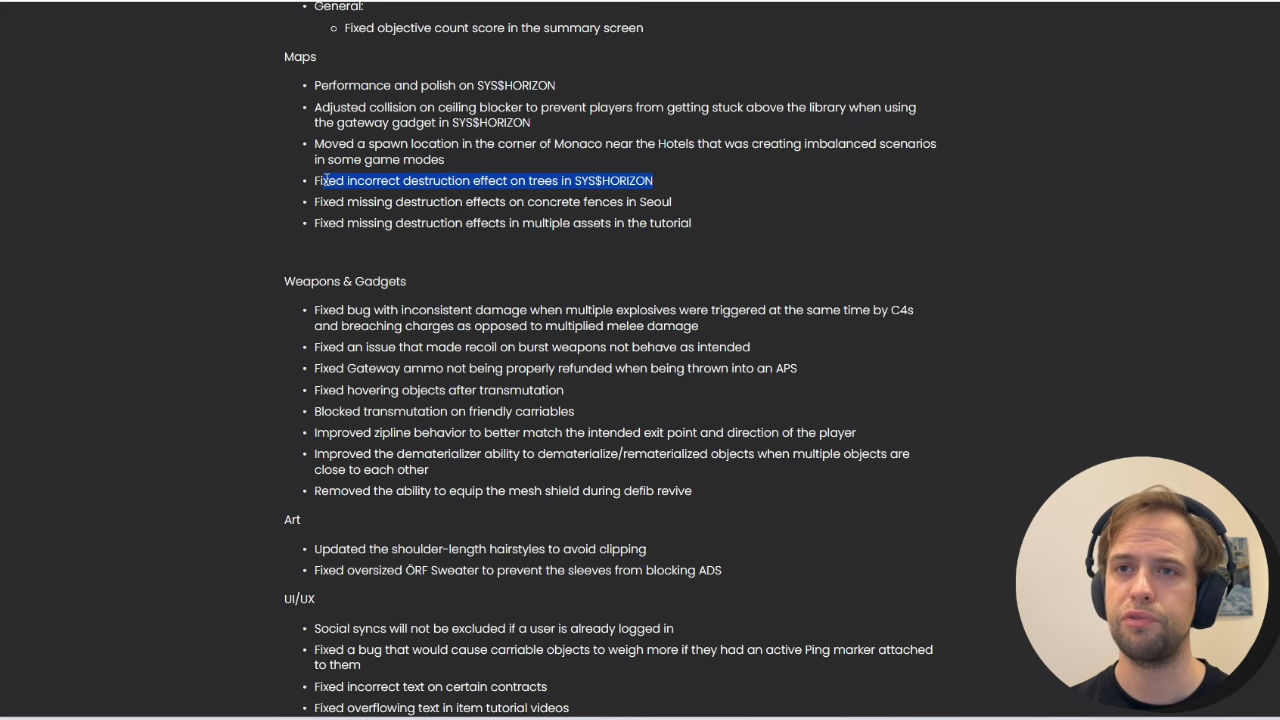 • General:
○ Fixed objective count score in the summary screen
Maps
• Performance and polish on SYS$HORIZON
• Adjusted collision on ceiling blocker to prevent players from getting stuck above the library when using
the gateway gadget in SYS$HORIZON
• Moved a spawn location in the corner of Monaco near the Hotels that was creating imbalanced scenarios
in some game modes
• Fixed incorrect destruction effect on trees in SYS$HORIZON
• Fixed missing destruction effects on concrete fences in Seoul
• Fixed missing destruction effects in multiple assets in the tutorial
Weapons & Gadgets
• Fixed bug with inconsistent damage when multiple explosives were triggered at the same time by C4s
and breaching charges as opposed to multiplied melee damage
• Fixed an issue that made recoil on burst weapons not behave as intended
• Fixed Gateway ammo not being properly refunded when being thrown into an APS
• Fixed hovering objects after transmutation
• Blocked transmutation on friendly carriables
• Improved zipline behavior to better match the intended exit point and direction of the player
• Improved the dematerializer ability to dematerialize/rematerialized objects when multiple objects are
close to each other
• Removed the ability to equip the mesh shield during defib revive
Art
• Updated the shoulder-length hairstyles to avoid clipping
• Fixed oversized ÖRF Sweater to prevent the sleeves from blocking ADS
UI/UX
• Social syncs will not be excluded if a user is already logged in
• Fixed a bug that would cause carriable objects to weigh more if they had an active Ping marker attached
to them
• Fixed incorrect text on certain contracts
• Fixed overflowing text in item tutorial videos